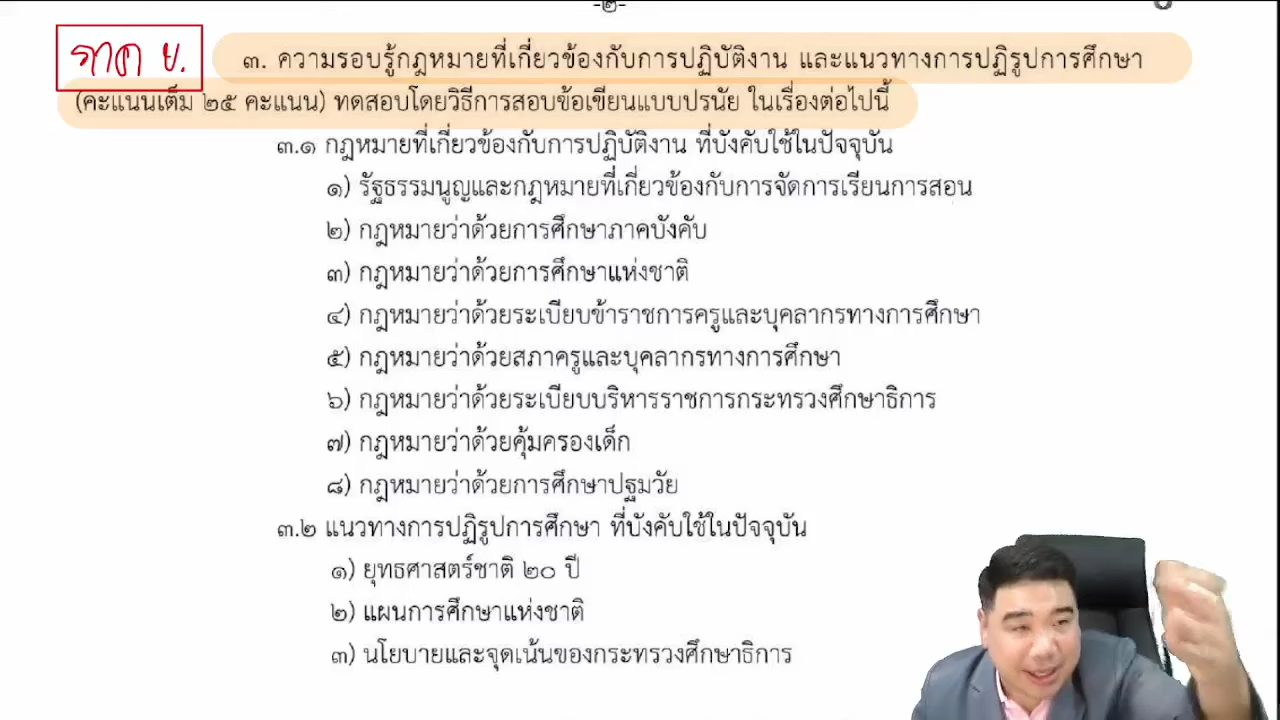 -๒-
ภาค ข.
๓. ความรอบรู้กฎหมายที่เกี่ยวข้องกับการปฏิบัติงาน และแนวทางการปฏิรูปการศึกษา
(คะแนนเต็ม ๒๕ คะแนน) ทดสอบโดยวิธีการสอบข้อเขียนแบบปรนัย ในเรื่องต่อไปนี้
๓.๑ กฎหมายที่เกี่ยวข้องกับการปฏิบัติงาน ที่บังคับใช้ในปัจจุบัน
๑) รัฐธรรมนูญและกฎหมายที่เกี่ยวข้องกับการจัดการเรียนการสอน
๒) กฎหมายว่าด้วยการศึกษาภาคบังคับ
๓) กฎหมายว่าด้วยการศึกษาแห่งชาติ
๔) กฎหมายว่าด้วยระเบียบข้าราชการครูและบุคลากรทางการศึกษา
๕) กฎหมายว่าด้วยสภาครูและบุคลากรทางการศึกษา
๖) กฎหมายว่าด้วยระเบียบบริหารราชการกระทรวงศึกษาธิการ
๗) กฎหมายว่าด้วยคุ้มครองเด็ก
๘) กฎหมายว่าด้วยการศึกษาปฐมวัย
๓.๒ แนวทางการปฏิรูปการศึกษา ที่บังคับใช้ในปัจจุบัน
๑) ยุทธศาสตร์ชาติ ๒๐ ปี
๒) แผนการศึกษาแห่งชาติ
๓) นโยบายและจุดเน้นของกระทรวงศึกษาธิการ